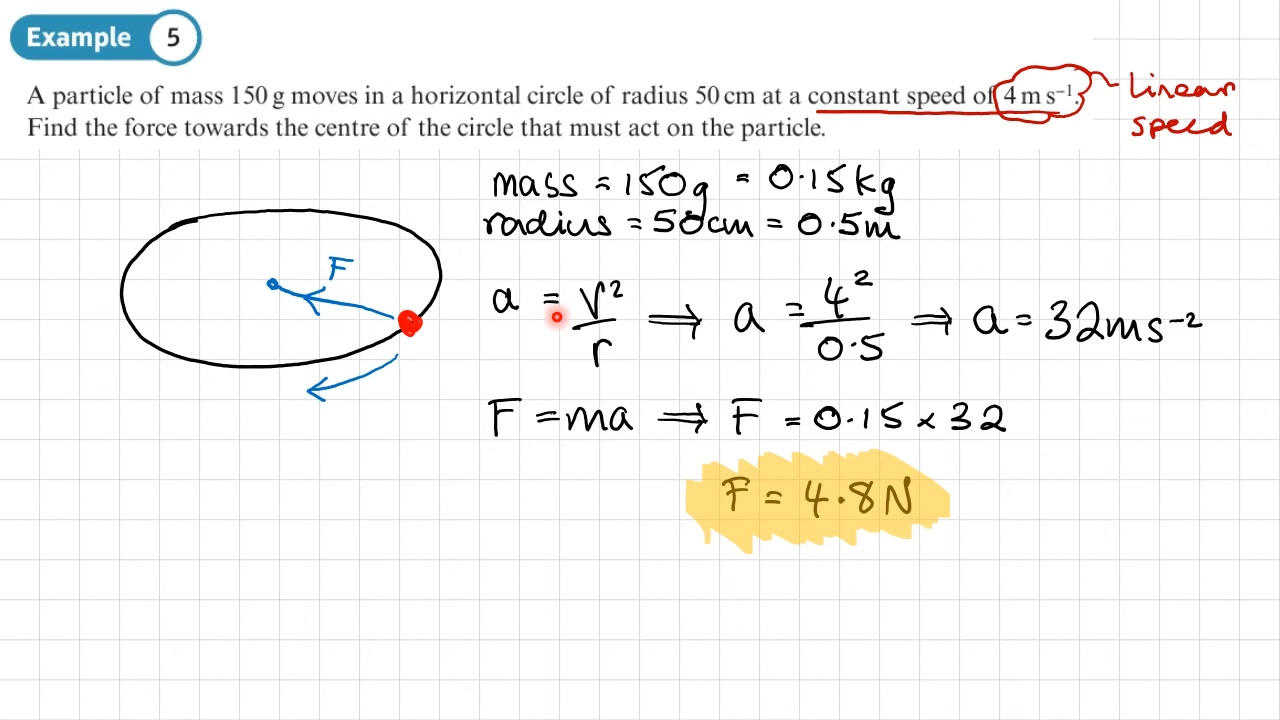 Example 5
A particle of mass 150 g moves in a horizontal circle of radius 50 cm at a constant speed of 4 m s⁻¹.
Find the force towards the centre of the circle that must act on the particle.
Linear
speed
mass = 150g = 0.15kg
radius = 50cm = 0.5m
F
a = v²/r ⟹ a = 4²/0.5 ⟹ a = 32ms⁻²
F = ma ⟹ F = 0.15 × 32
F = 4.8N